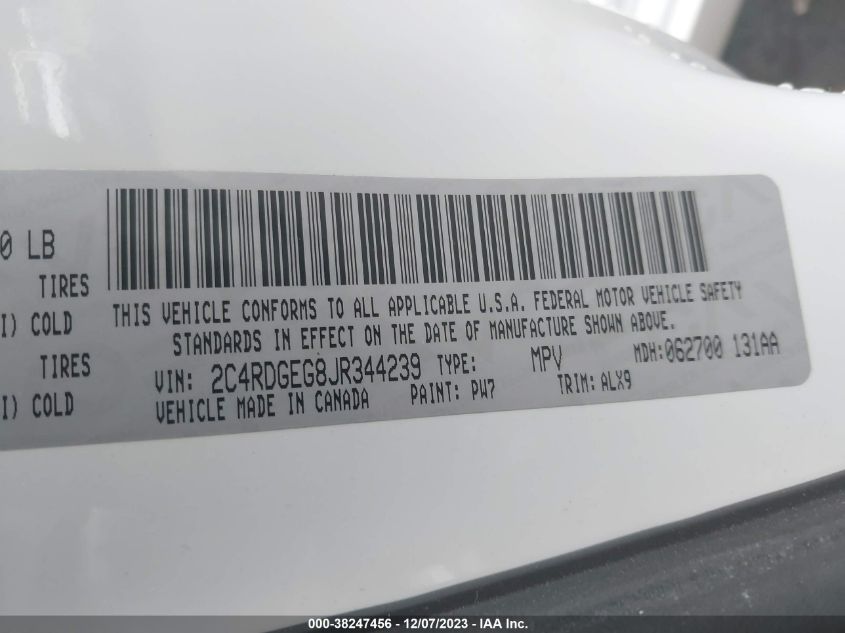 0 LB
TIRES
I) COLD
TIRES
I) COLD
THIS VEHICLE CONFORMS TO ALL APPLICABLE U.S.A. FEDERAL MOTOR VEHICLE SAFETY
STANDARDS IN EFFECT ON THE DATE OF MANUFACTURE SHOWN ABOVE.
VIN: 2C4RDGEG8JR344239 TYPE: MPV MDH:062700 131AA
VEHICLE MADE IN CANADA PAINT: PW7 TRIM:ALX9
000-38247456 - 12/07/2023 - IAA Inc.